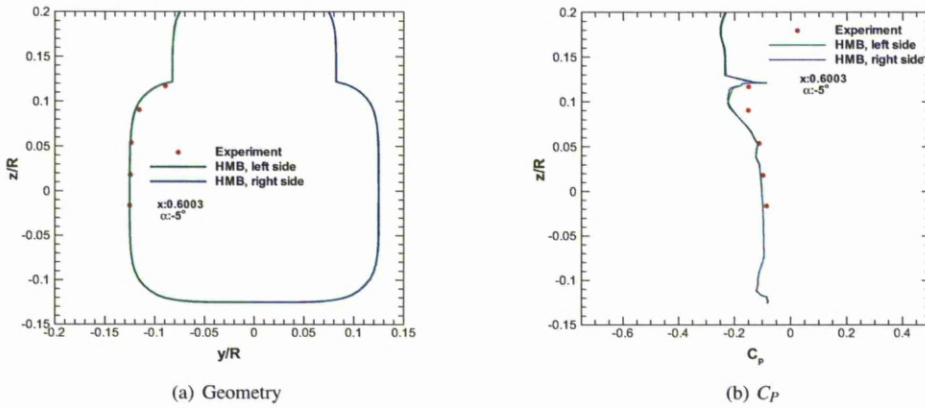 0.2
0.15
0.1
0.05
0
-0.05
-0.1
-0.15
z/R
-0.2 -0.15 -0.1 -0.05 0 0.05 0.1 0.15
y/R
Experiment
HMB, left side
HMB, right side
x:0.6003
α:-5°
(a) Geometry
0.2
0.15
0.1
0.05
0
-0.05
-0.1
-0.15
z/R
-0.6 -0.4 -0.2 0 0.2 0.4
Cp
Experiment
HMB, left side
HMB, right side
x:0.6003
α:-5°
(b) CP